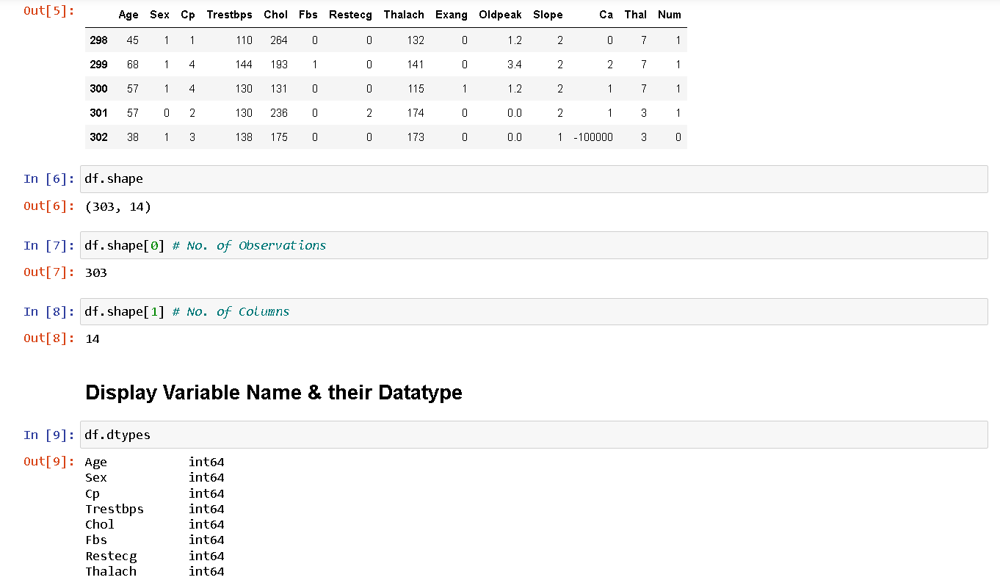 Out[5]:
Age Sex Cp Trestbps Chol Fbs Restecg Thalach Exang Oldpeak Slope Ca Thal Num
298 45 1 1 110 264 0 0 132 0 1.2 2 0 7 1
299 68 1 4 144 193 1 0 141 0 3.4 2 2 7 1
300 57 1 4 130 131 0 0 115 1 1.2 2 1 7 1
301 57 0 2 130 236 0 2 174 0 0.0 2 1 3 1
302 38 1 3 138 175 0 0 173 0 0.0 1 -100000 3 0
In [6]: df.shape
Out[6]: (303, 14)
In [7]: df.shape[0] # No. of Observations
Out[7]: 303
In [8]: df.shape[1] # No. of Columns
Out[8]: 14
Display Variable Name & their Datatype
In [9]: df.dtypes
Out[9]: Age int64
Sex int64
Cp int64
Trestbps int64
Chol int64
Fbs int64
Restecg int64
Thalach int64